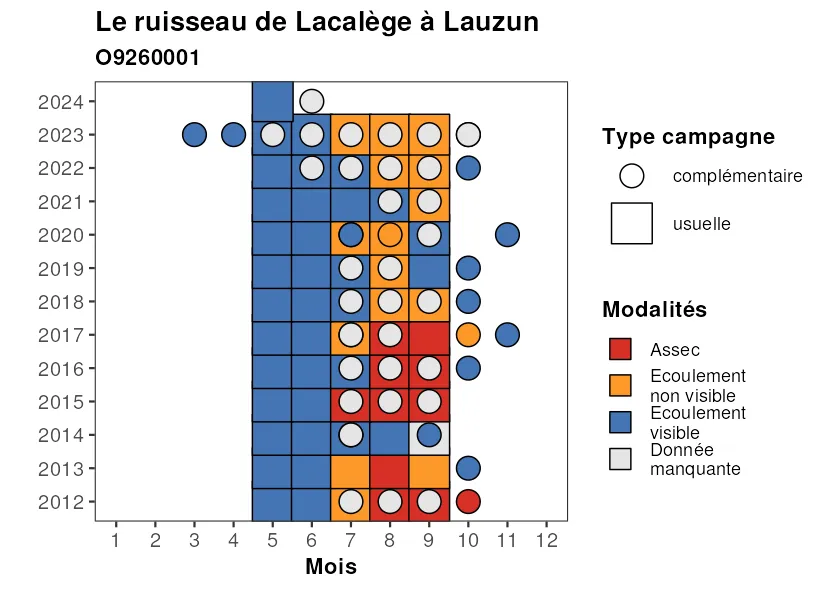 Le ruisseau de Lacalège à Lauzun
O9260001
2024
2023
2022
2021
2020
2019
2018
2017
2016
2015
2014
2013
2012
1 2 3 4 5 6 7 8 9 10 11 12
Mois
Type campagne
complémentaire
usuelle
Modalités
Assec
Ecoulement
non visible
Ecoulement
visible
Donnée
manquante